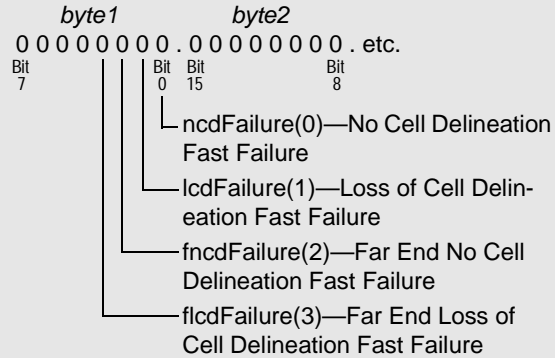 byte1 byte2
0 0 0 0 0 0 0 0 . 0 0 0 0 0 0 0 0 . etc.
Bit Bit Bit Bit
7 0 15 8
ncdFailure(0)—No Cell Delineation
Fast Failure
lcdFailure(1)—Loss of Cell Delin-
eation Fast Failure
fncdFailure(2)—Far End No Cell
Delineation Fast Failure
flcdFailure(3)—Far End Loss of
Cell Delineation Fast Failure